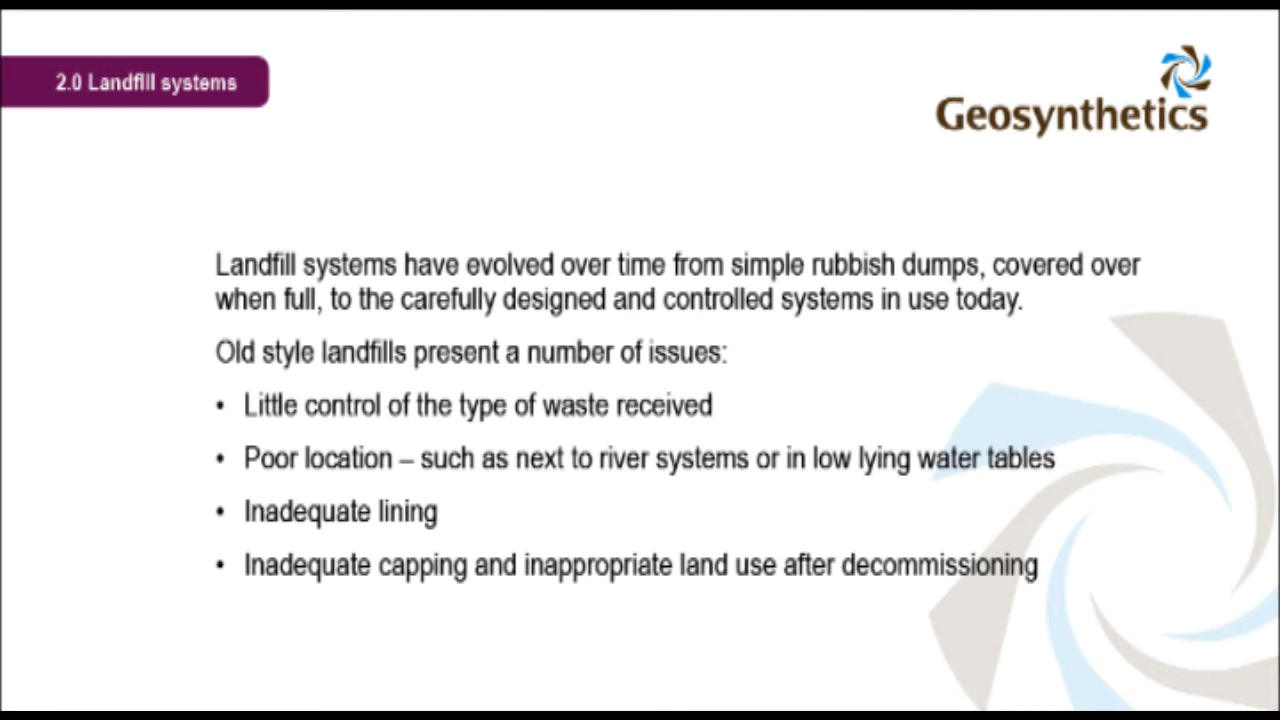 2.0 Landfill systems
Geosynthetics
Landfill systems have evolved over time from simple rubbish dumps, covered over
when full, to the carefully designed and controlled systems in use today.
Old style landfills present a number of issues:
• Little control of the type of waste received
• Poor location – such as next to river systems or in low lying water tables
• Inadequate lining
• Inadequate capping and inappropriate land use after decommissioning